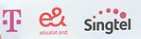 T
e&
etisalat and
Singtel